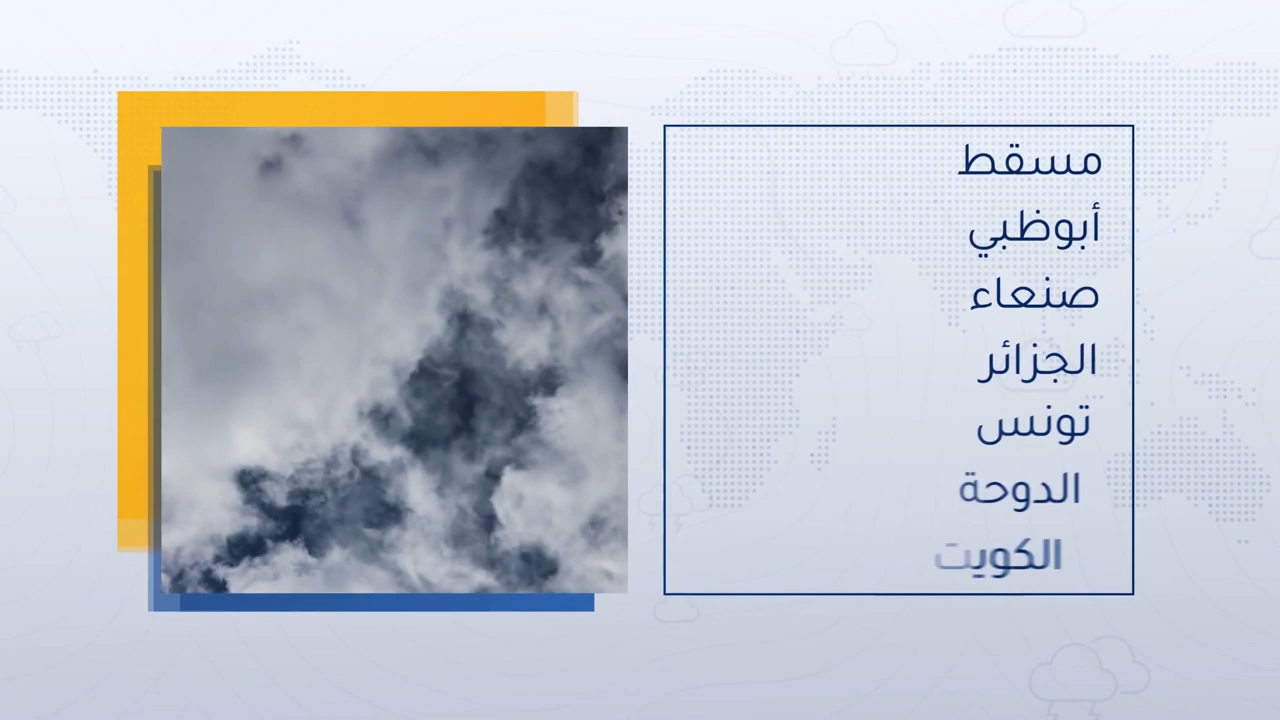 مسقط
أبوظبي
صنعاء
الجزائر
تونس
الدوحة
الكويت